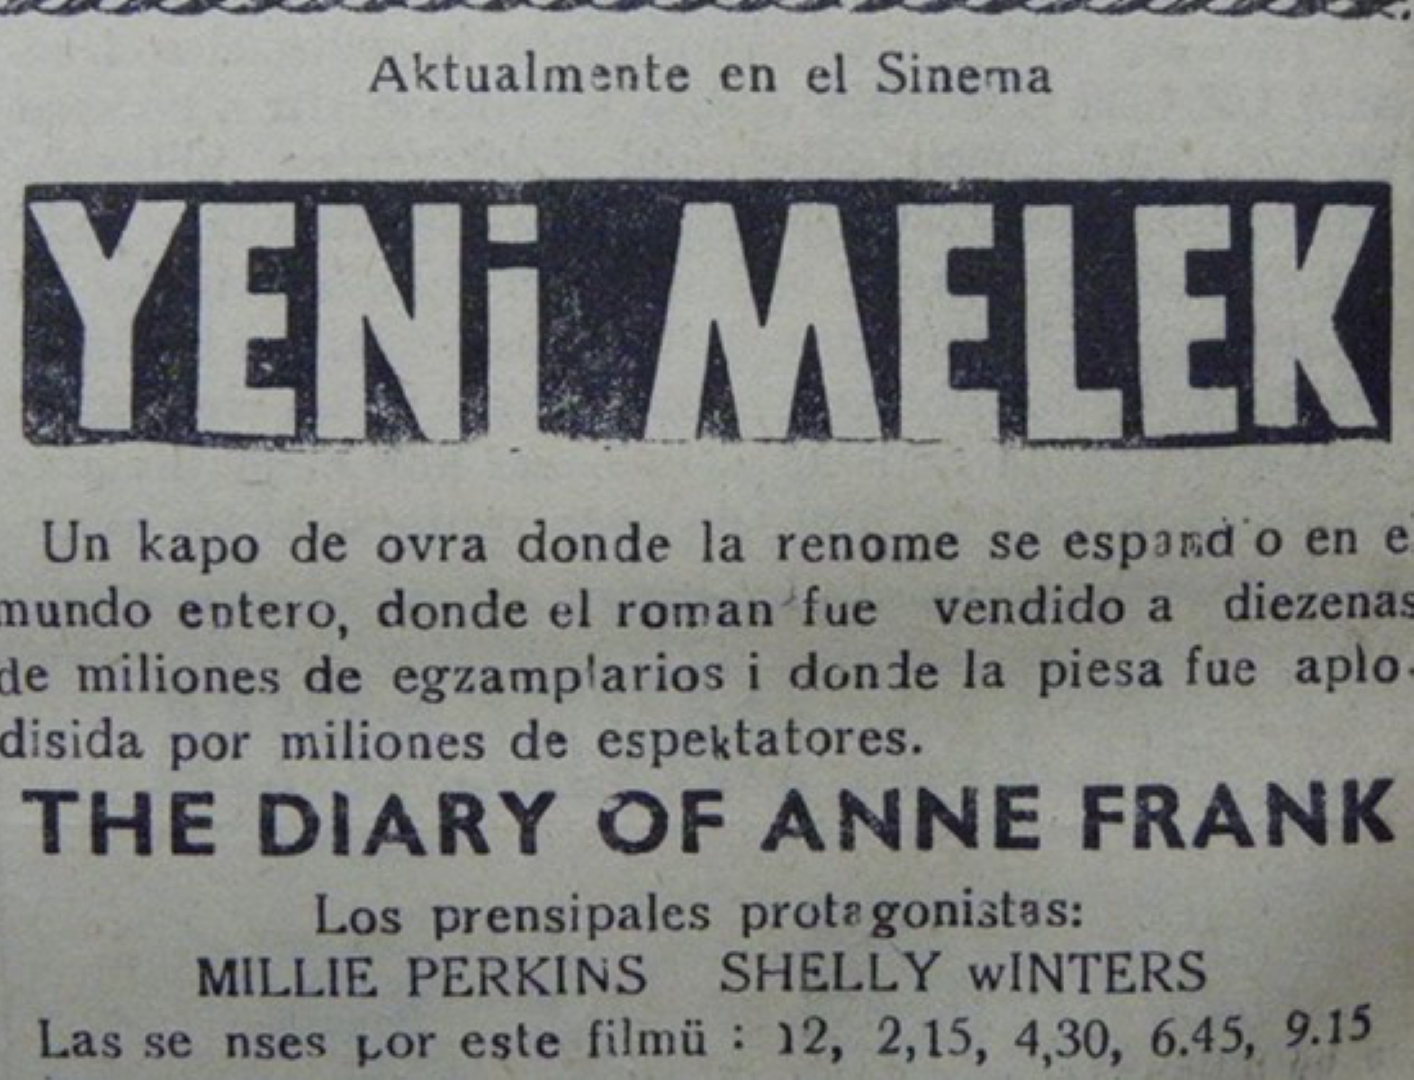 Aktualmente en el Sinema
YENİ MELEK
Un kapo de ovra donde la renome se espandio en e
mundo entero, donde el roman fue vendido a diezenas
de miliones de egzamplarios i donde la piesa fue aplo-
disida por miliones de espektatores.
THE DIARY OF ANNE FRANK
Los prensipales protagonistas:
MILLIE PERKINS SHELLY wINTERS
Las se nses por este filmü : 12, 2,15, 4,30, 6.45, 9.15